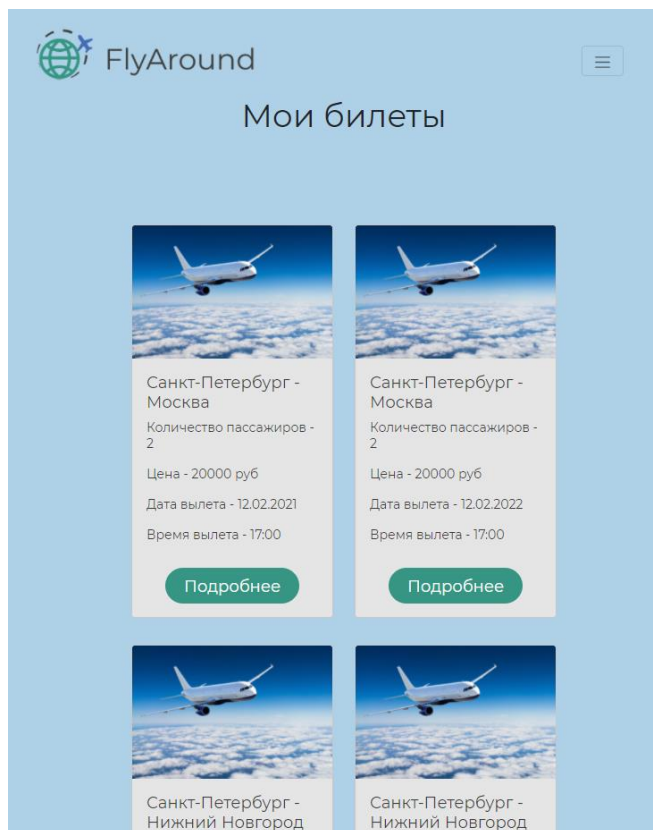 FlyAround
Мои билеты
Санкт-Петербург -
Москва
Количество пассажиров -
2
Цена - 20000 руб
Дата вылета - 12.02.2021
Время вылета - 17:00
Подробнее
Санкт-Петербург -
Москва
Количество пассажиров -
2
Цена - 20000 руб
Дата вылета - 12.02.2022
Время вылета - 17:00
Подробнее
Санкт-Петербург -
Нижний Новгород
Санкт-Петербург -
Нижний Новгород